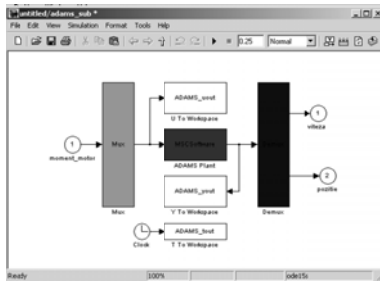 untitled/adams_sub *
File Edit View Simulation Format Tools Help
0.25 Normal
ADAMS_uout
U To Workspace
1
moment_motor
Mux
MSCSoftware
ADAMS Plant
1
viteza
ADAMS_yout
Y To Workspace
2
pozitie
Mux
Demux
Clock
ADAMS_tout
T To Workspace
Ready 100% ode15s